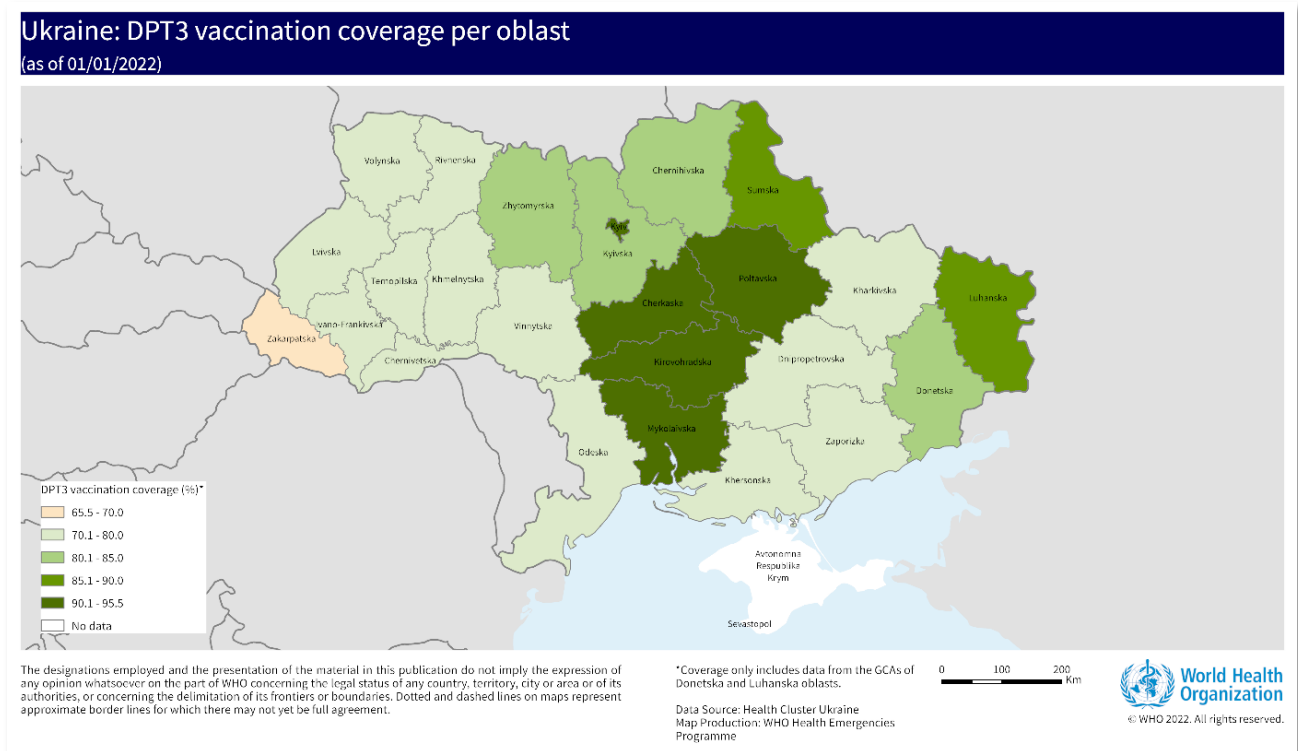 Ukraine: DPT3 vaccination coverage per oblast
(as of 01/01/2022)
Volynska
Rivnenska
Zhytomyrska
Kyiv
Kyivska
Chernihivska
Sumska
Lvivska
Ternopilska
Khmelnytska
Ivano-Frankivska
Zakarpatska
Chernivetska
Vinnytska
Cherkaska
Poltavska
Kharkivska
Luhanska
Kirovohradska
Dnipropetrovska
Donetska
Mykolaivska
Odeska
Zaporizka
Khersonska
Avtonomna
Respublika
Krym
Sevastopol
DPT3 vaccination coverage (%)*
65.5 - 70.0
70.1 - 80.0
80.1 - 85.0
85.1 - 90.0
90.1 - 95.5
No data
The designations employed and the presentation of the material in this publication do not imply the expression of
any opinion whatsoever on the part of WHO concerning the legal status of any country, territory, city or area or of its
authorities, or concerning the delimitation of its frontiers or boundaries. Dotted and dashed lines on maps represent
approximate border lines for which there may not yet be full agreement.
*Coverage only includes data from the GCAs of
Donetska and Luhanska oblasts.
Data Source: Health Cluster Ukraine
Map Production: WHO Health Emergencies
Programme
0 100 200
Km
World Health
Organization
© WHO 2022. All rights reserved.